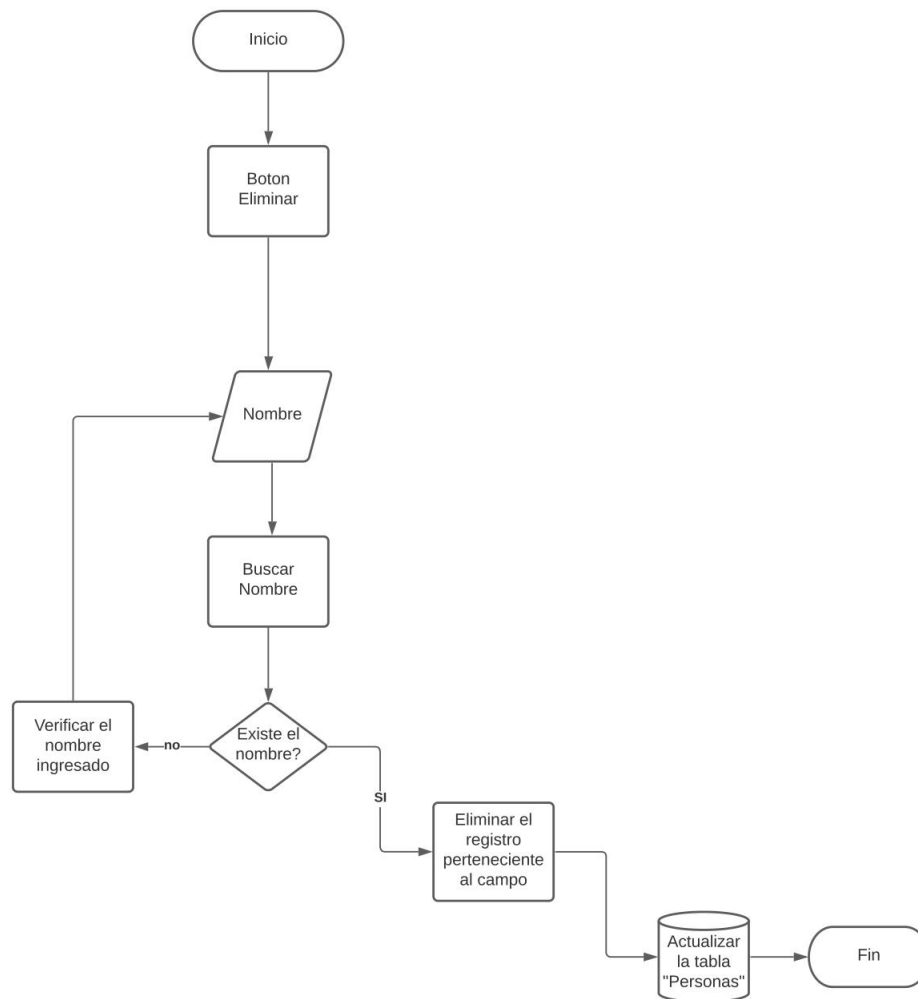 Inicio
Boton
Eliminar
Nombre
Buscar
Nombre
Verificar el
nombre
ingresado
no
Existe el
nombre?
SI
Eliminar el
registro
perteneciente
al campo
Actualizar
la tabla
"Personas"
Fin